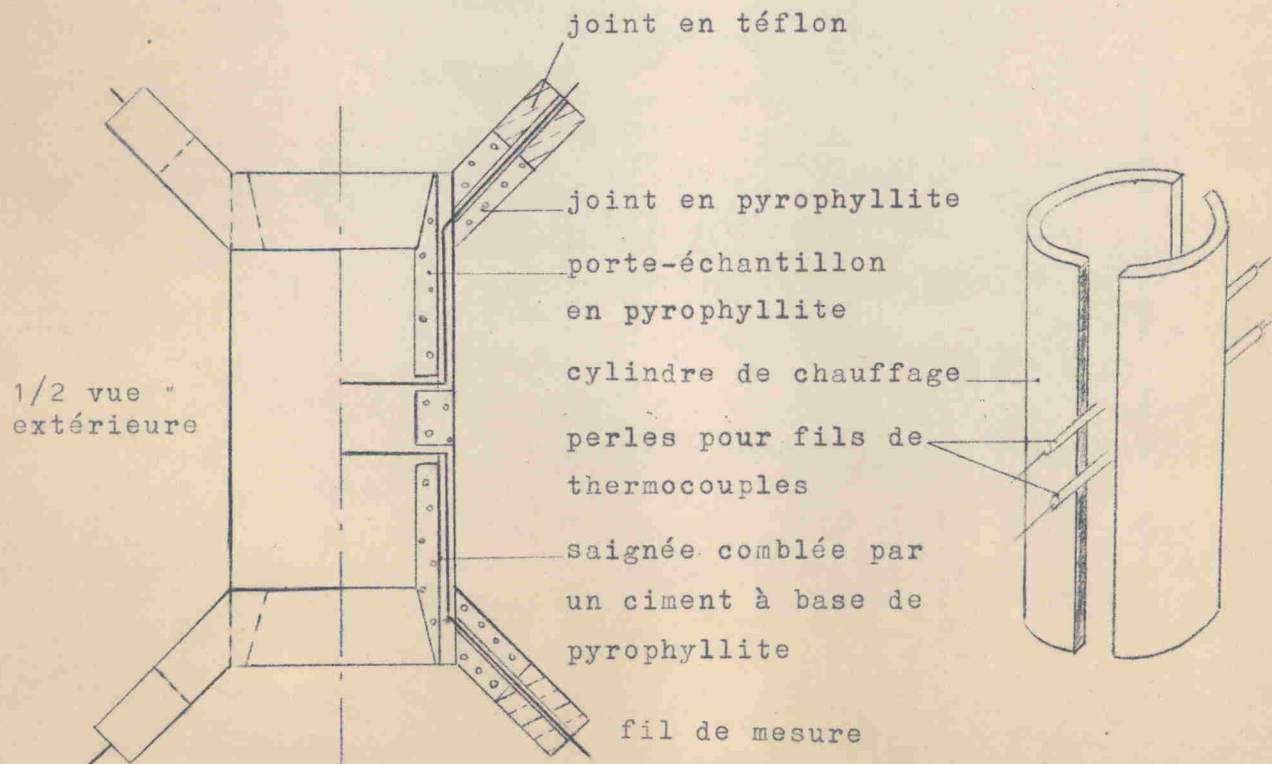 joint en téflon
joint en pyrophyllite
porte-échantillon
en pyrophyllite
cylindre de chauffage
1/2 vue
extérieure
perles pour fils de
thermocouples
saignée comblée par
un ciment à base de
pyrophyllite
fil de mesure